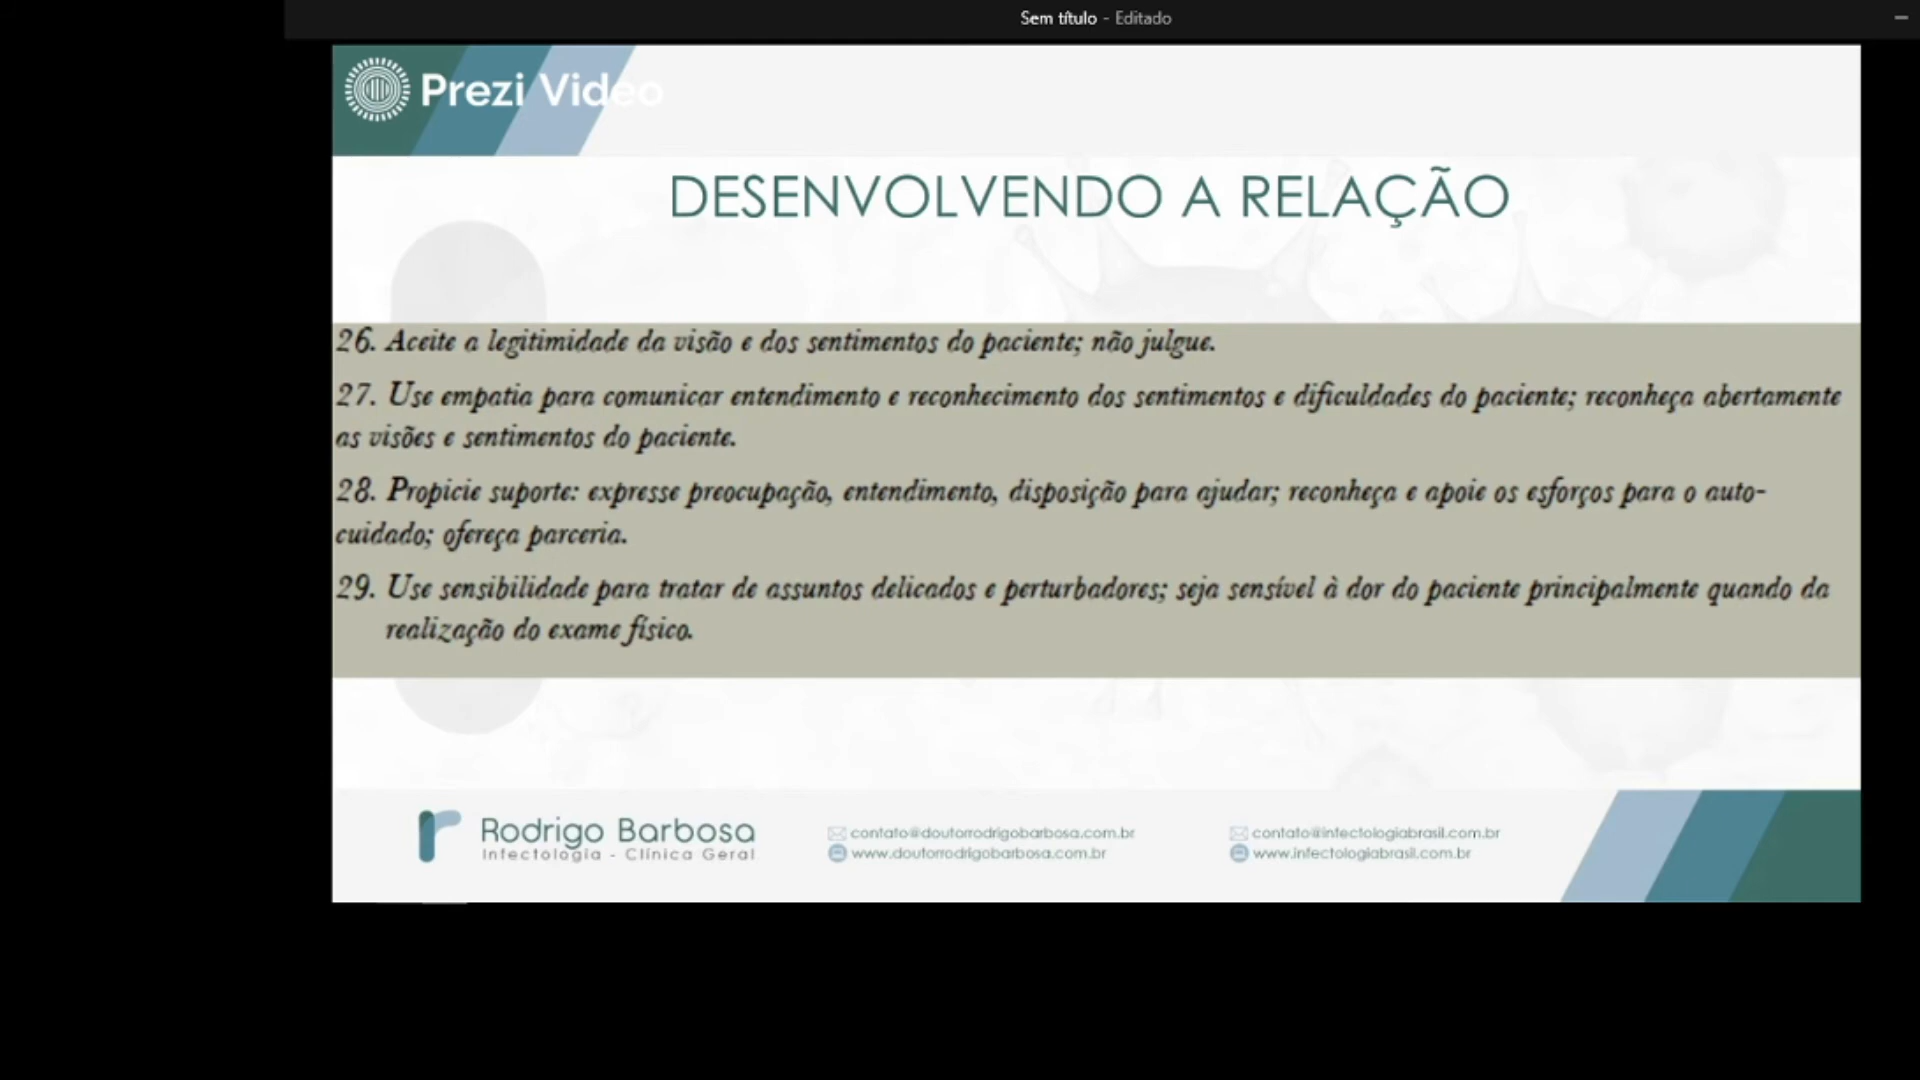 Sem título - Editado
Prezi Video
DESENVOLVENDO A RELAÇÃO
26. Aceite a legitimidade da visão e dos sentimentos do paciente; não julgue.
27. Use empatia para comunicar entendimento e reconhecimento dos sentimentos e dificuldades do paciente; reconheça abertamente
as visões e sentimentos do paciente.
28. Propicie suporte: expresse preocupação, entendimento, disposição para ajudar; reconheça e apoie os esforços para o auto-
cuidado; ofereça parceria.
29. Use sensibilidade para tratar de assuntos delicados e perturbadores; seja sensível à dor do paciente principalmente quando da
realização do exame físico.
Rodrigo Barbosa
Infectologia - Clínica Geral
contato@doutorrodrigobarbosa.com.br
www.doutorrodrigobarbosa.com.br
contato@infectologiabrasil.com.br
www.infectologiabrasil.com.br